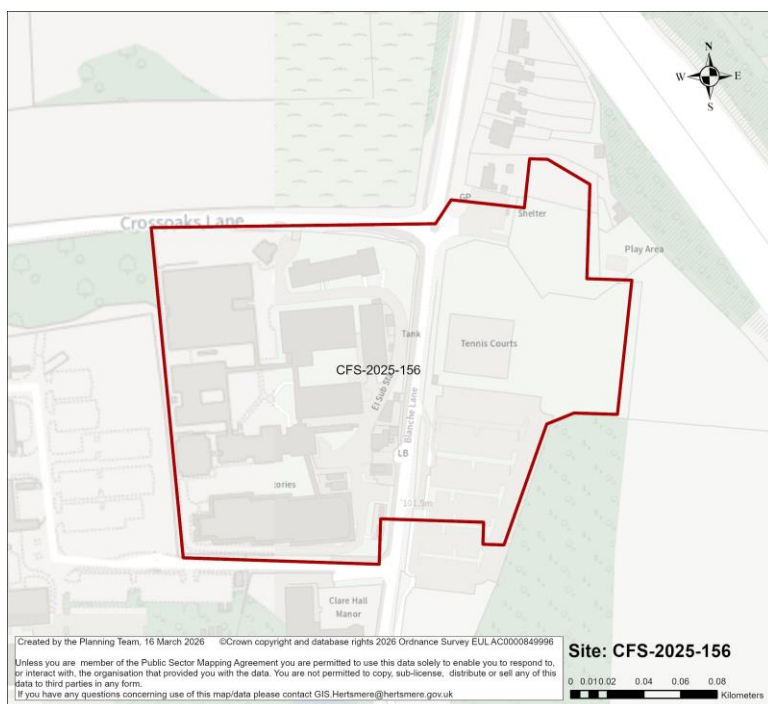 N
W E
S
GP
Crossoaks Lane
Shelter
Play Area
Tank
Tennis Courts
CFS-2025-156
El Sub Sta
Blanche Lane
LB
tories
101.5m
Clare Hall
Manor
Created by the Planning Team, 16 March 2026 ©Crown copyright and database rights 2026 Ordnance Survey EUL AC0000849996
Unless you are member of the Public Sector Mapping Agreement you are permitted to use this data solely to enable you to respond to,
or interact with, the organisation that provided you with the data. You are not permitted to copy, sub-license, distribute or sell any of this
data to third parties in any form.
If you have any questions concerning use of this map/data please contact GIS.Hertsmere@hertsmere.gov.uk
Site: CFS-2025-156
0 0.01 0.02 0.04 0.06 0.08
Kilometers